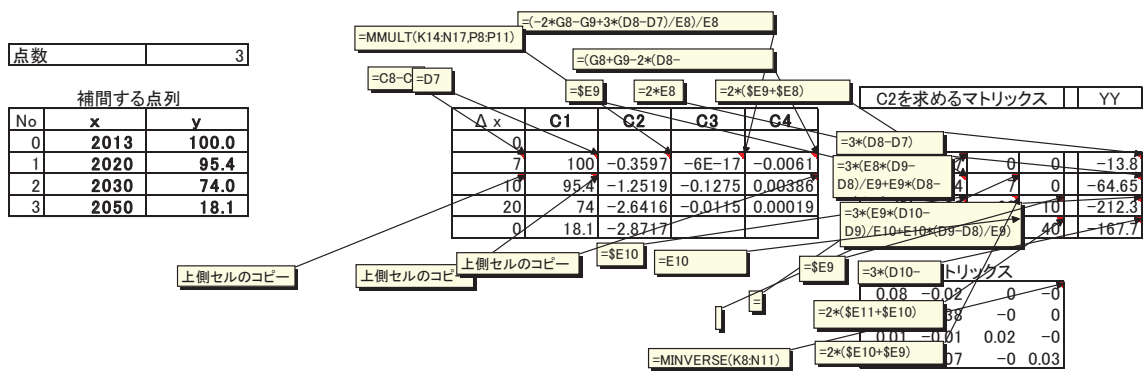 =(-2*G8-G9+3*(D8-D7)/E8)/E8
=MMULT(K14:N17,P8:P11)
点数 3
=(G8+G9-2*(D8-
=C8-C =D7
=$E9 =2*E8 =2*($E9+$E8)
補間する点列
C2を求めるマトリックス YY
No x y
Δx C1 C2 C3 C4
0 2013 100.0
0
=3*(D8-D7)
1 2020 95.4
7 100 -0.3597 -6E-17 -0.0061
7 0 0 -13.8
=3*(E8*(D9-
D8)/E9+E9*(D8-
2 2030 74.0
10 95.4 -1.2519 -0.1275 0.00386
4 7 0 -64.65
3 2050 18.1
20 74 -2.6416 -0.0115 0.00019
10 -212.3
=3*(E9*(D10-
D9)/E10+E10*(D9-D8)/E9)
0 18.1 -2.8717
40 -167.7
上側セルのコピー
上側セルのコピ
上側セルのコピー
=$E10
=E10
=$E9
=3*(D10-
トリックス
0.08 -0.02 0 -0
=
=2*($E11+$E10)
38 -0 0
0.01 -0.01 0.02 -0
=MINVERSE(K8:N11)
=2*($E10+$E9)
07 -0 0.03